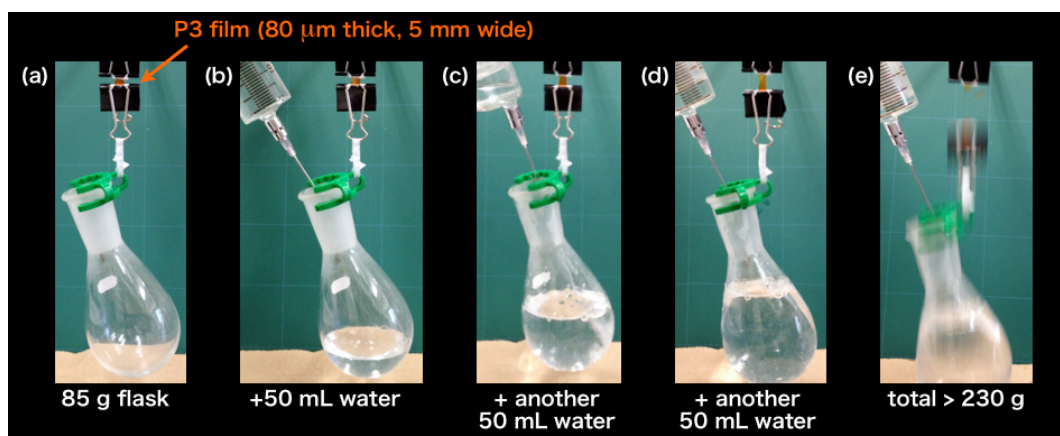 P3 film (80 μm thick, 5 mm wide)
(a)
(b)
(c)
(d)
(e)
85 g flask
+50 mL water
+ another
50 mL water
+ another
50 mL water
total > 230 g